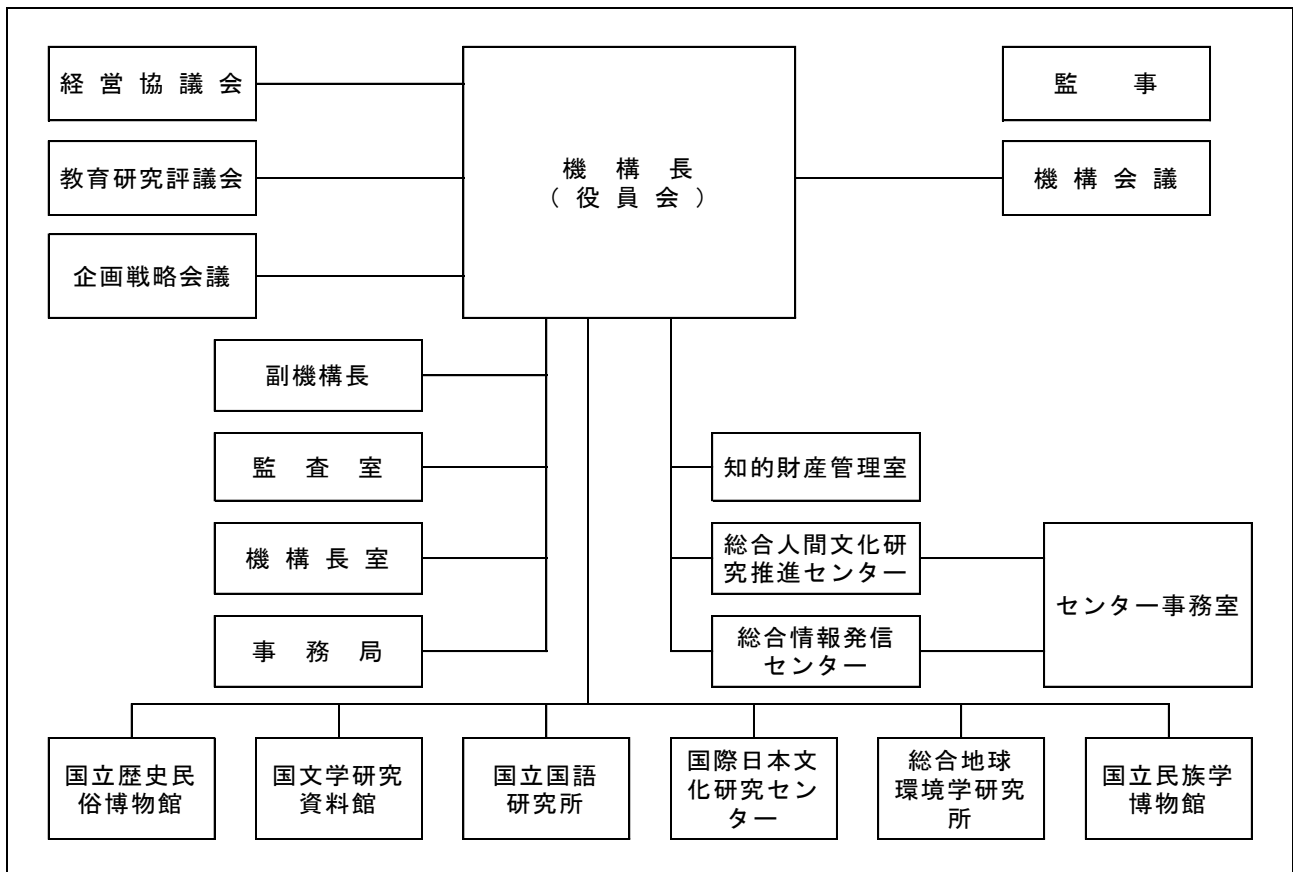 経営協議会
監事
教育研究評議会
機構長
（役員会）
機構会議
企画戦略会議
副機構長
監査室
知的財産管理室
機構長室
総合人間文化研
究推進センター
センター事務室
事務局
総合情報発信
センター
国立歴史民
俗博物館
国文学研究
資料館
国立国語
研究所
国際日本文
化研究セン
ター
総合地球
環境学研究
所
国立民族学
博物館